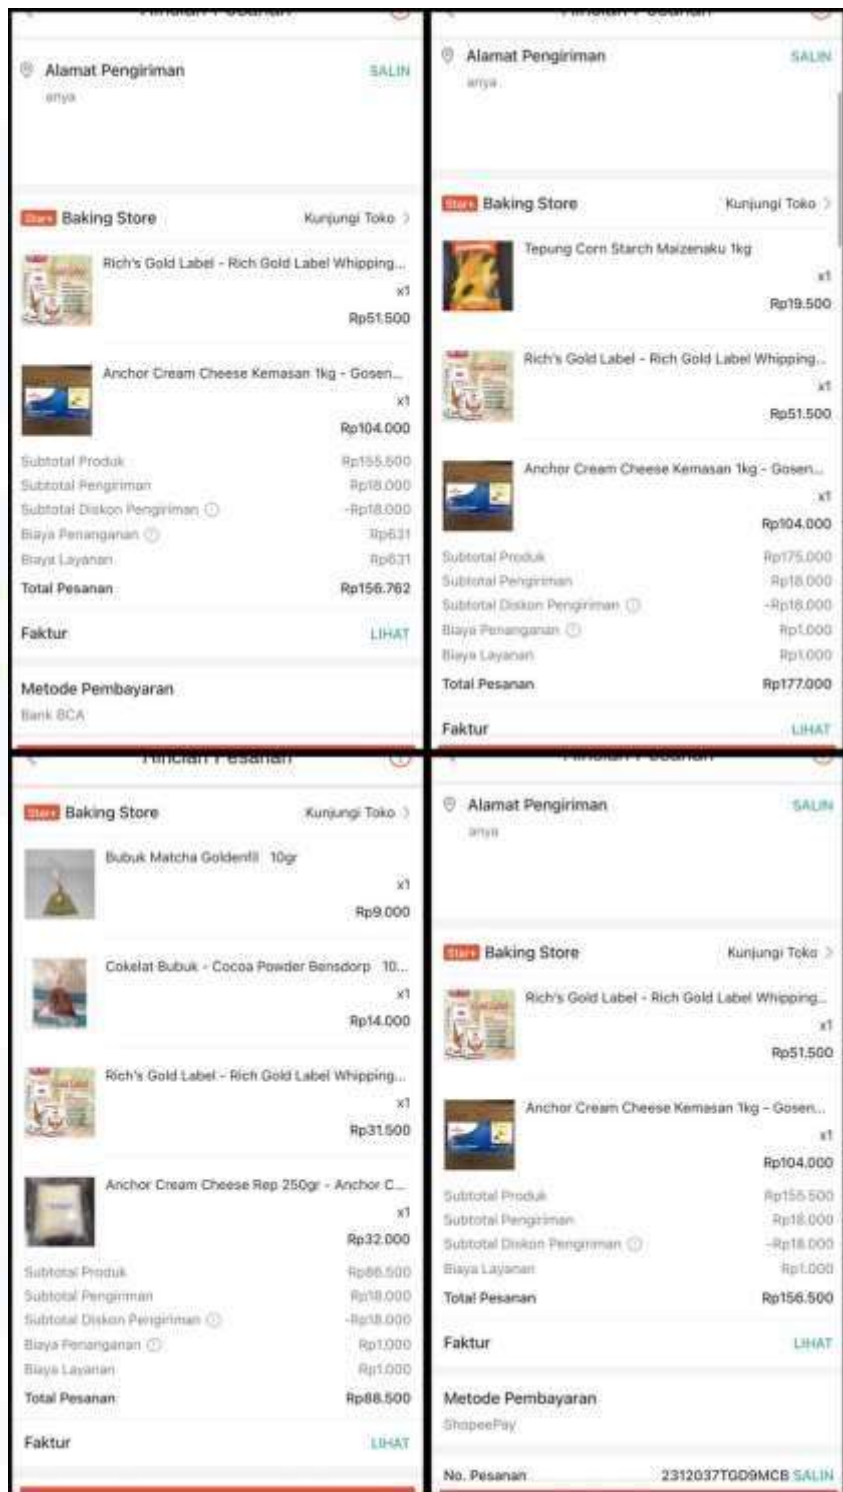 Rincian Pesanan
Alamat Pengiriman SALIN
anya
Star+ Baking Store Kunjungi Toko >
Rich's Gold Label - Rich Gold Label Whipping...
x1
Rp51.500
Anchor Cream Cheese Kemasan 1kg - Gosen...
x1
Rp104.000
Subtotal Produk Rp155.500
Subtotal Pengiriman Rp18.000
Subtotal Diskon Pengiriman -Rp18.000
Biaya Penanganan Rp631
Biaya Layanan Rp631
Total Pesanan Rp156.762
Faktur LIHAT
Metode Pembayaran
Bank BCA
Rincian Pesanan
Alamat Pengiriman SALIN
anya
Star+ Baking Store Kunjungi Toko >
Tepung Corn Starch Maizenaku 1kg
x1
Rp19.500
Rich's Gold Label - Rich Gold Label Whipping...
x1
Rp51.500
Anchor Cream Cheese Kemasan 1kg - Gosen...
x1
Rp104.000
Subtotal Produk Rp175.000
Subtotal Pengiriman Rp18.000
Subtotal Diskon Pengiriman -Rp18.000
Biaya Penanganan Rp1.000
Biaya Layanan Rp1.000
Total Pesanan Rp177.000
Faktur LIHAT
Rincian Pesanan
Star+ Baking Store Kunjungi Toko >
Bubuk Matcha Goldenfil 10gr
x1
Rp9.000
Cokelat Bubuk - Cocoa Powder Bensdorp 10...
x1
Rp14.000
Rich's Gold Label - Rich Gold Label Whipping...
x1
Rp31.500
Anchor Cream Cheese Rep 250gr - Anchor C...
x1
Rp32.000
Subtotal Produk Rp86.500
Subtotal Pengiriman Rp18.000
Subtotal Diskon Pengiriman -Rp18.000
Biaya Penanganan Rp1.000
Biaya Layanan Rp1.000
Total Pesanan Rp88.500
Faktur LIHAT
Rincian Pesanan
Alamat Pengiriman SALIN
anya
Star+ Baking Store Kunjungi Toko >
Rich's Gold Label - Rich Gold Label Whipping...
x1
Rp51.500
Anchor Cream Cheese Kemasan 1kg - Gosen...
x1
Rp104.000
Subtotal Produk Rp155.500
Subtotal Pengiriman Rp18.000
Subtotal Diskon Pengiriman -Rp18.000
Biaya Layanan Rp1.000
Total Pesanan Rp156.500
Faktur LIHAT
Metode Pembayaran
ShopeePay
No. Pesanan 2312037TGD9MCB SALIN